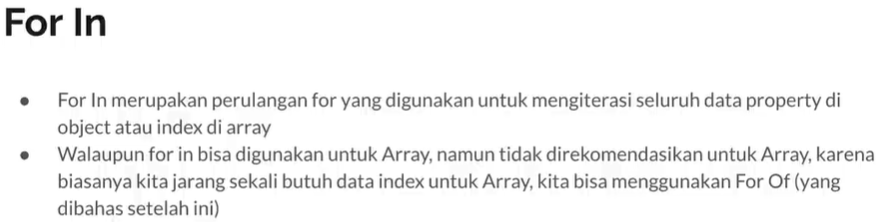 For In
● For In merupakan perulangan for yang digunakan untuk mengiterasi seluruh data property di
object atau index di array
● Walaupun for in bisa digunakan untuk Array, namun tidak direkomendasikan untuk Array, karena
biasanya kita jarang sekali butuh data index untuk Array, kita bisa menggunakan For Of (yang
dibahas setelah ini)